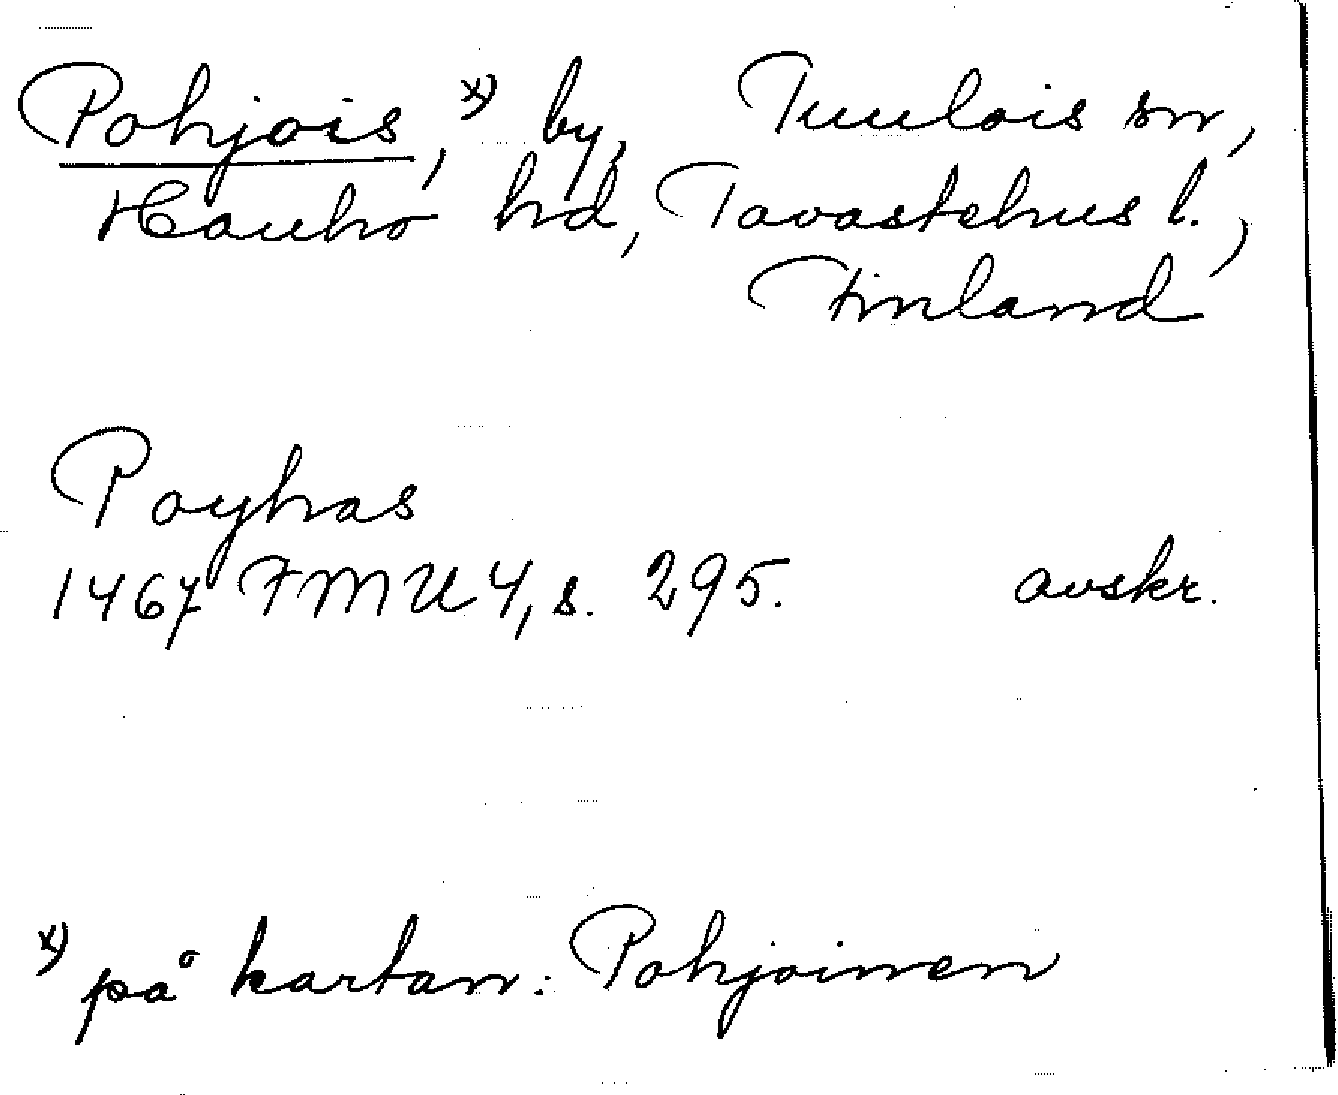 Pohjois, x) by, Tuulois sn,
Hauho hd, Tavastehus l.,
Finland
Poyhas
1467 FMU 4, s. 295. avskr.
x) på kartan: Pohjoinen